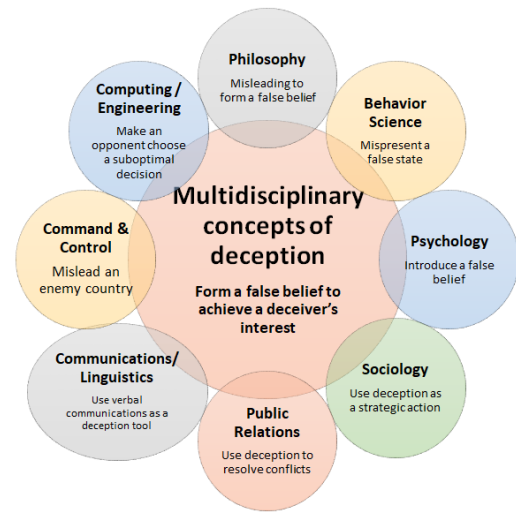 Philosophy
Misleading to
form a false belief
Behavior
Science
Mispresent a
false state
Psychology
Introduce a false
belief
Sociology
Use deception as
a strategic action
Public
Relations
Use deception to
resolve conflicts
Communications/
Linguistics
Use verbal
communications as a
deception tool
Command &
Control
Mislead an
enemy country
Computing /
Engineering
Make an
opponent choose
a suboptimal
decision
Multidisciplinary
concepts of
deception
Form a false belief to
achieve a deceiver's
interest